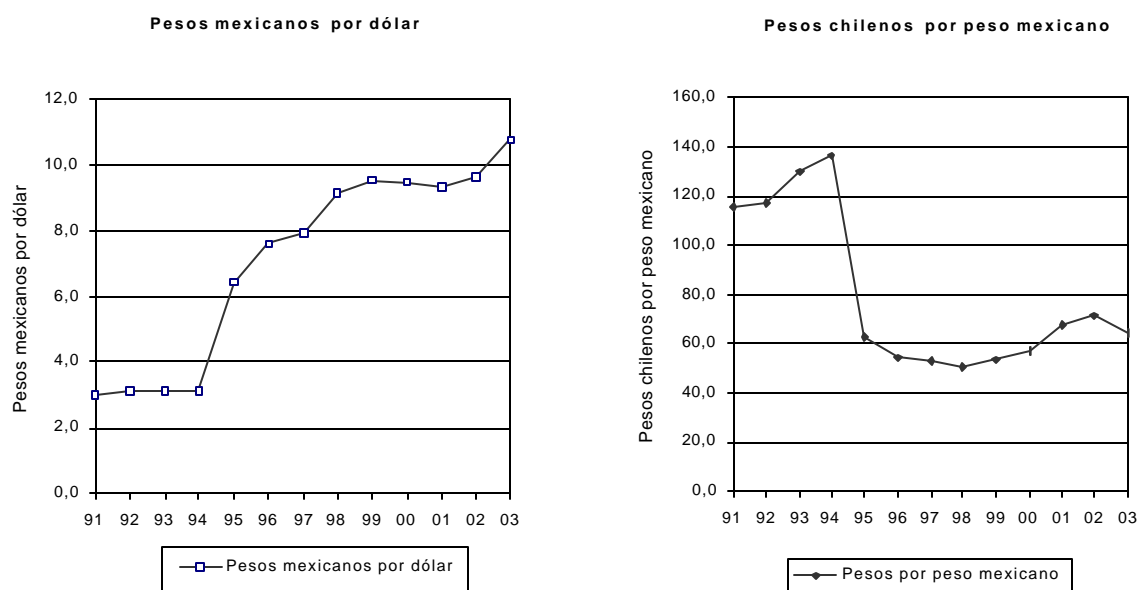 Pesos mexicanos por dólar
Pesos mexicanos por dólar
12,0
10,0
8,0
6,0
4,0
2,0
0,0
91 92 93 94 95 96 97 98 99 00 01 02 03
Pesos mexicanos por dólar
Pesos chilenos por peso mexicano
Pesos chilenos por peso mexicano
160,0
140,0
120,0
100,0
80,0
60,0
40,0
20,0
0,0
91 92 93 94 95 96 97 98 99 00 01 02 03
Pesos por peso mexicano